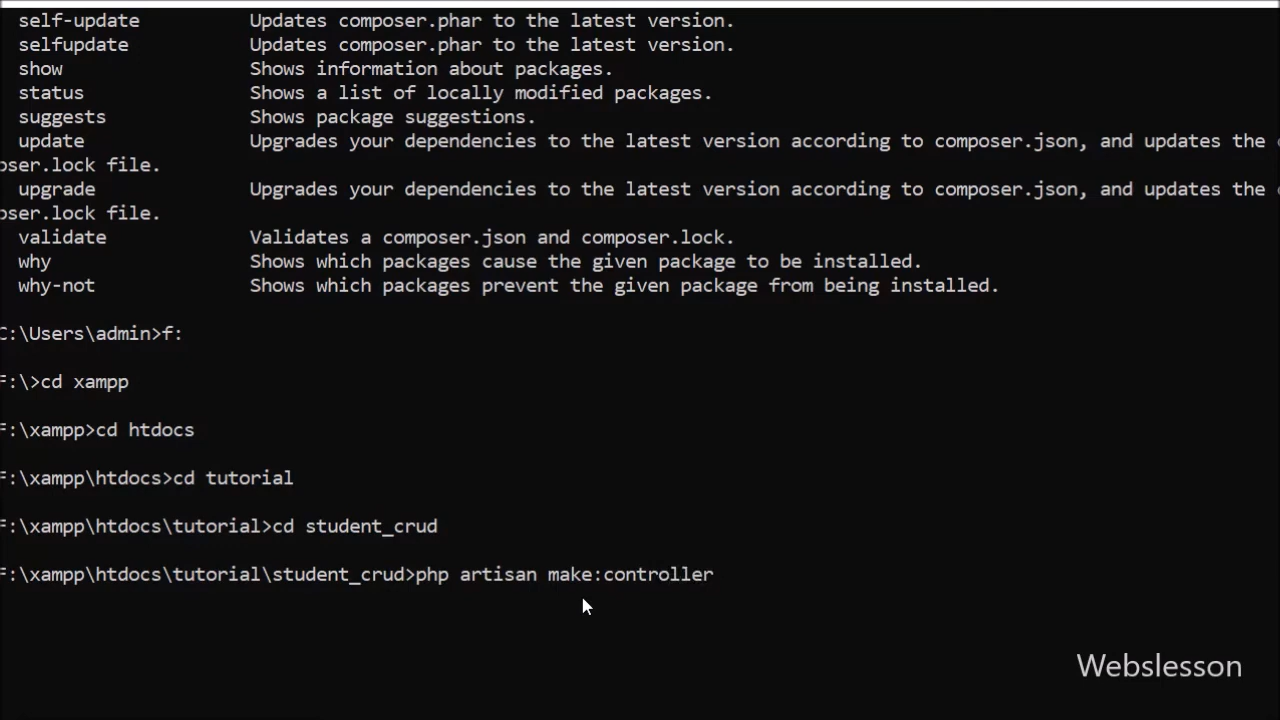 self-update Updates composer.phar to the latest version.
selfupdate Updates composer.phar to the latest version.
show Shows information about packages.
status Shows a list of locally modified packages.
suggests Shows package suggestions.
update Upgrades your dependencies to the latest version according to composer.json, and updates the
oser.lock file.
upgrade Upgrades your dependencies to the latest version according to composer.json, and updates the
oser.lock file.
validate Validates a composer.json and composer.lock.
why Shows which packages cause the given package to be installed.
why-not Shows which packages prevent the given package from being installed.
C:\Users\admin>f:
F:\>cd xampp
F:\xampp>cd htdocs
F:\xampp\htdocs>cd tutorial
F:\xampp\htdocs\tutorial>cd student_crud
F:\xampp\htdocs\tutorial\student_crud>php artisan make:controller
Webslesson